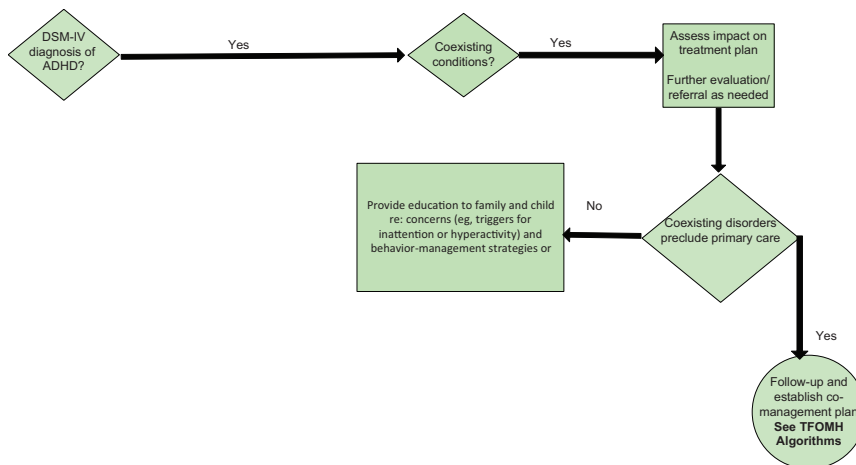 DSM-IV
diagnosis of
ADHD?
Yes
Coexisting
conditions?
Yes
Assess impact on
treatment plan
Further evaluation/
referral as needed
Provide education to family and child
re: concerns (eg, triggers for
inattention or hyperactivity) and
behavior-management strategies or
No
Coexisting disorders
preclude primary care
Yes
Follow-up and
establish co-
management plan
See TFOMH
Algorithms